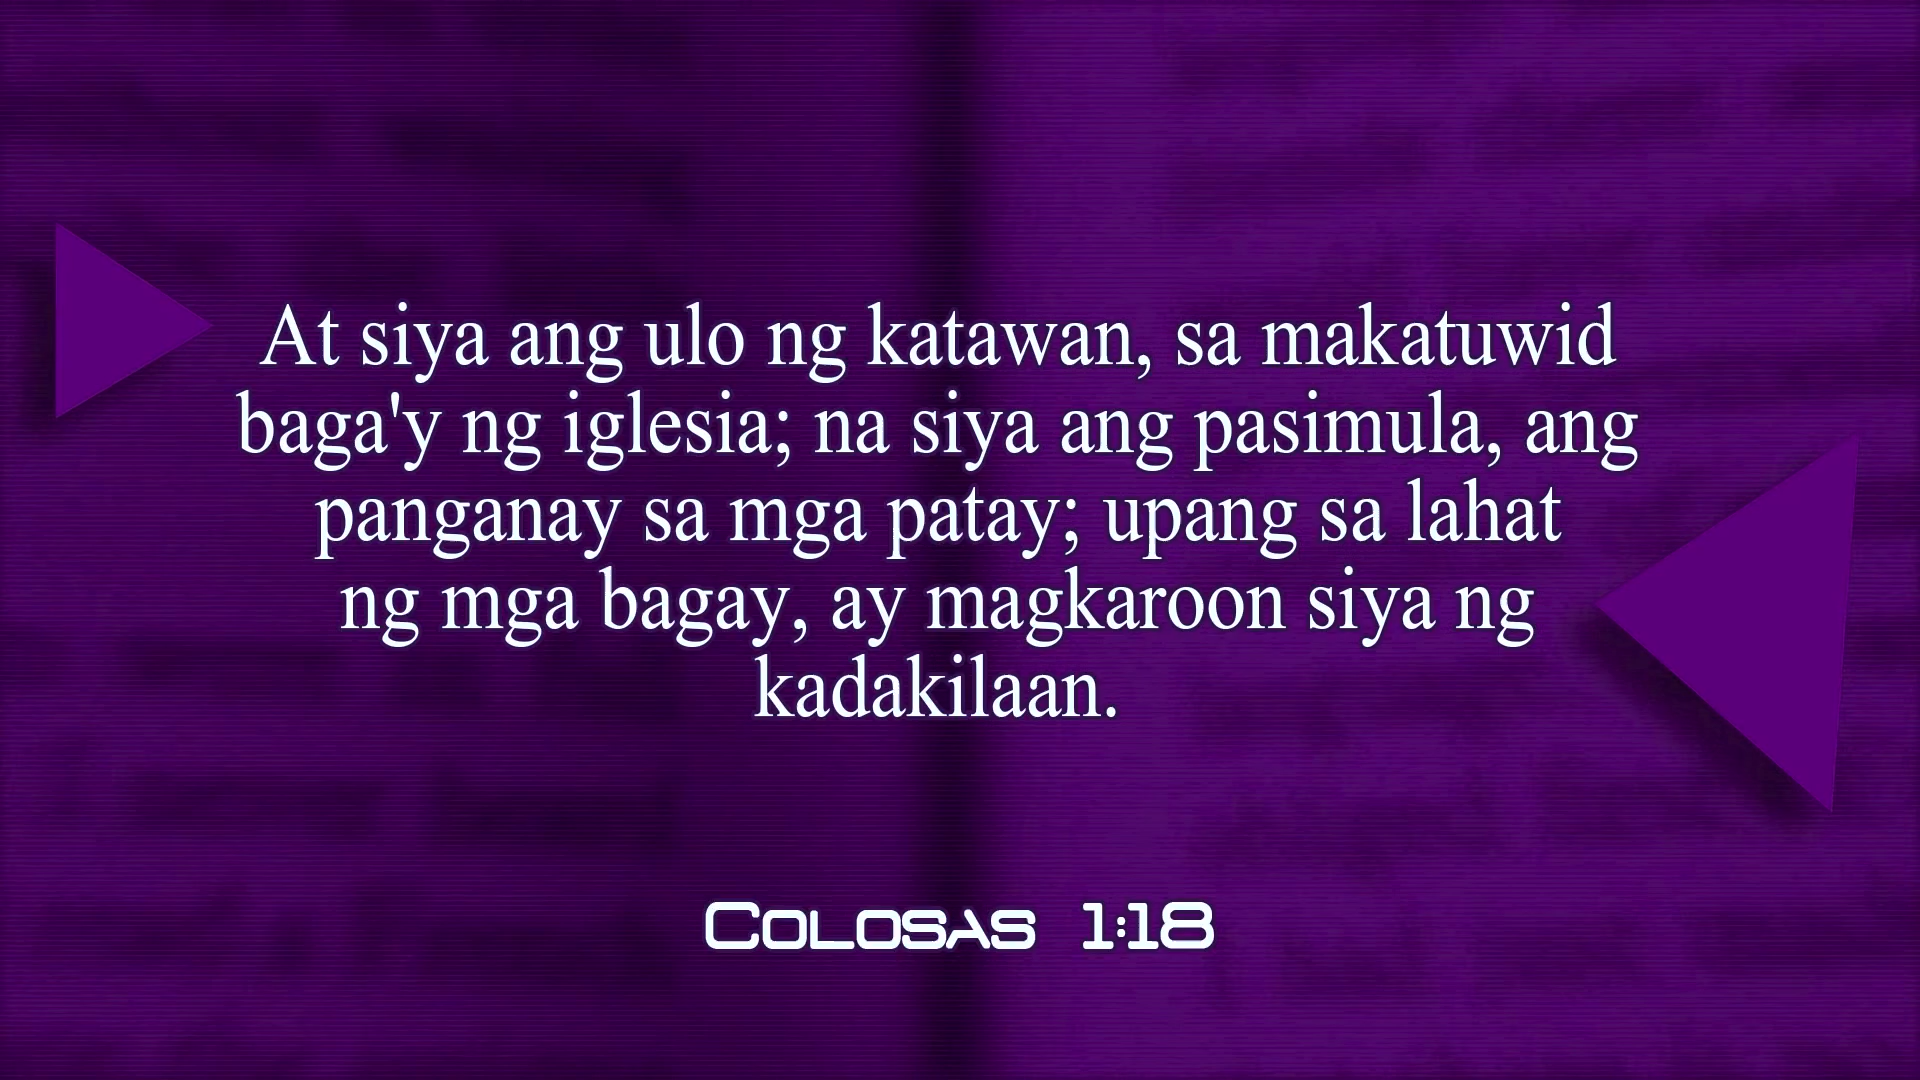 At siya ang ulo ng katawan, sa makatuwid
baga'y ng iglesia; na siya ang pasimula, ang
panganay sa mga patay; upang sa lahat
ng mga bagay, ay magkaroon siya ng
kadakilaan.
Colosas 1:18